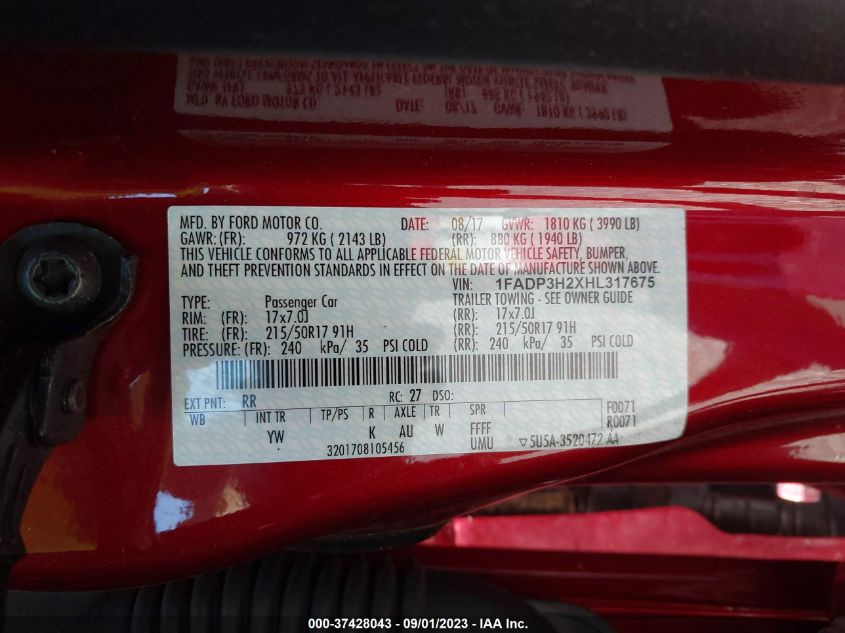 MFD. BY FORD MOTOR CO. DATE: 08/17 GVWR: 1810 KG ( 3990 LB)
GAWR: (FR): 972 KG ( 2143 LB) (RR): 880 KG ( 1940 LB)
THIS VEHICLE CONFORMS TO ALL APPLICABLE FEDERAL MOTOR VEHICLE SAFETY, BUMPER,
AND THEFT PREVENTION STANDARDS IN EFFECT ON THE DATE OF MANUFACTURE SHOWN ABOVE.
VIN: 1FADP3H2XHL317675
TYPE: Passenger Car TRAILER TOWING - SEE OWNER GUIDE
RIM: (FR): 17x7.0J (RR): 17x7.0J
TIRE: (FR): 215/50R17 91H (RR): 215/50R17 91H
PRESSURE: (FR): 240 kPa/ 35 PSI COLD (RR): 240 kPa/ 35 PSI COLD
EXT PNT: RR RC: 27 DSO:
WB INT TR TP/PS R AXLE TR SPR F0071
YW K AU W FFFF R0071
3201708105456 UMU ▽5U5A-3520472-AA
000-37428043 - 09/01/2023 - IAA Inc.